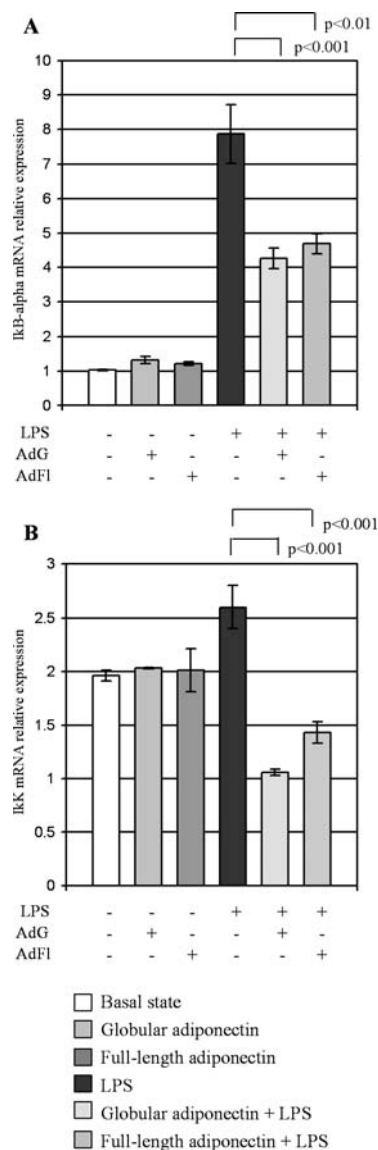 A
p<0.01
p<0.001
IkB-alpha mRNA relative expression
10
9
8
7
6
5
4
3
2
1
0
LPS - - - + + +
AdG - + - - + -
AdFl - - + - - +
B
p<0.001
p<0.001
IkK mRNA relative expression
3
2.5
2
1.5
1
0.5
0
LPS - - - + + +
AdG - + - - + -
AdFl - - + - - +
Basal state
Globular adiponectin
Full-length adiponectin
LPS
Globular adiponectin + LPS
Full-length adiponectin + LPS